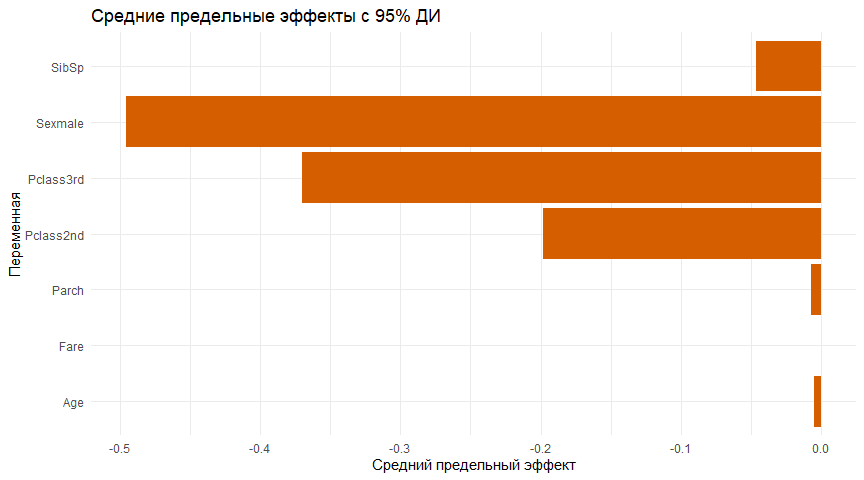 Средние предельные эффекты с 95% ДИ
SibSp
Sexmale
Pclass3rd
Pclass2nd
Parch
Fare
Age
Переменная
-0.5 -0.4 -0.3 -0.2 -0.1 0.0
Средний предельный эффект